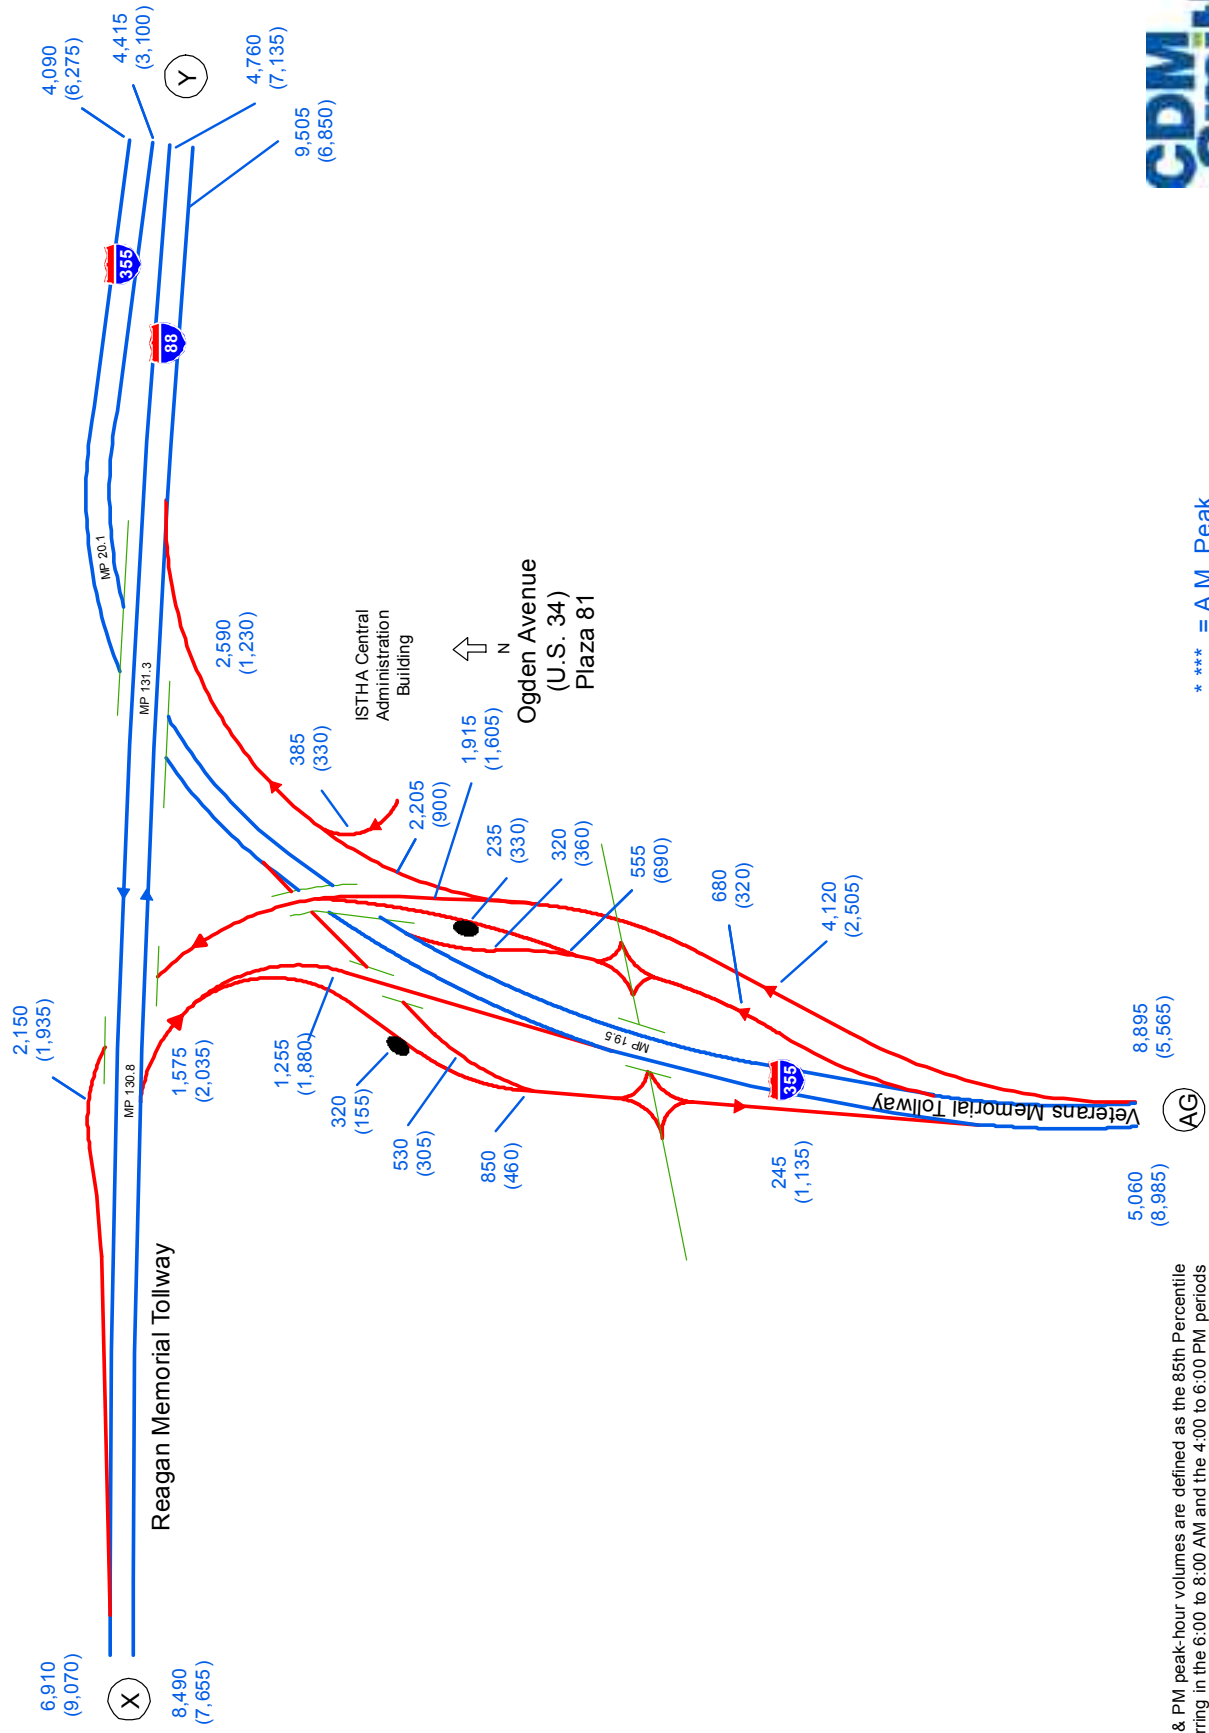 4,090
(6,275)
4,415
(3,100)
Y
4,760
(7,135)
9,505
(6,850)
355
88
MP 20.1
MP 131.3
2,150
(1,935)
MP 130.8
1,575
(2,035)
2,590
(1,230)
ISTHA Central
Administration
Building
N
Ogden Avenue
(U.S. 34)
Plaza 81
385
(330)
2,205
(900)
1,915
(1,605)
235
(330)
320
(360)
555
(690)
680
(320)
4,120
(2,505)
1,255
(1,880)
320
(155)
530
(305)
850
(460)
245
(1,135)
MP 19.5
355
Veterans Memorial Tollway
8,895
(5,565)
AG
5,060
(8,985)
Reagan Memorial Tollway
6,910
(9,070)
X
8,490
(7,655)
CDM
* *** = A M Peak
& PM peak-hour volumes are defined as the 85th Percentile
rring in the 6:00 to 8:00 AM and the 4:00 to 6:00 PM periods